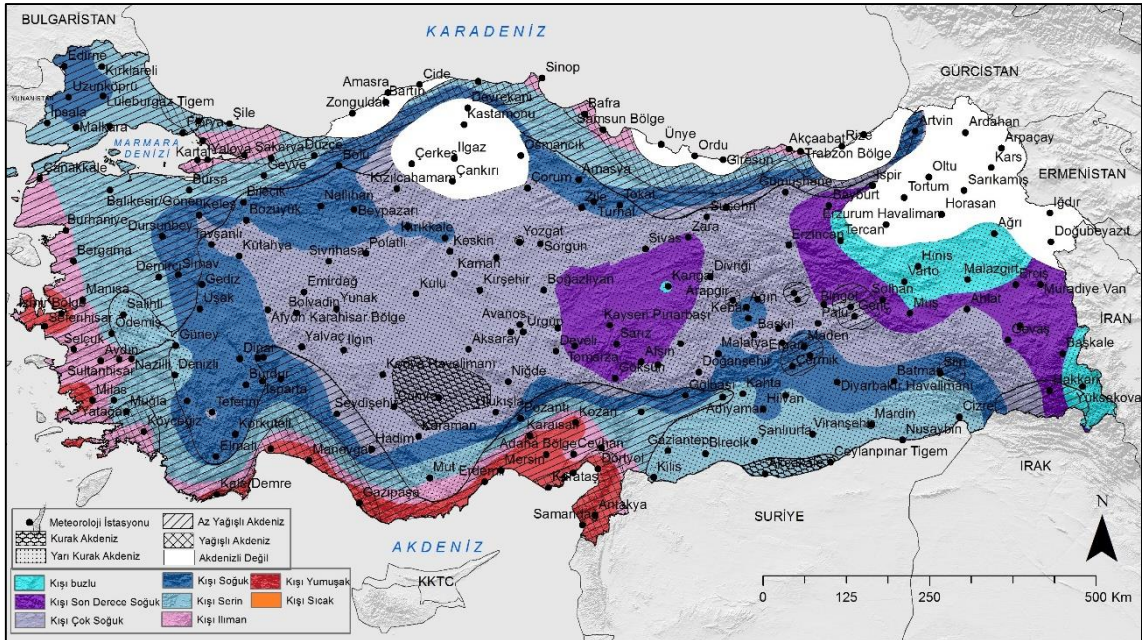 BULGARİSTAN
KARADENİZ
GÜRCİSTAN
ERMENİSTAN
İRAN
IRAK
SURİYE
AKDENİZ
KKTC
MARMARA
DENİZİ
YUNANİSTAN
Edirne
Kırklareli
Uzunköprü
Lüleburgaz Tigem
İpsala
Malkara
Şile
Kartal
Yalova
Sakarya
Düzce
Bolu
Geyve
Zonguldak
Bartın
Amasra
Cide
Devrekani
Kastamonu
Sinop
Bafra
Samsun Bölge
Ünye
Ordu
Giresun
Akçaabat
Trabzon Bölge
Rize
Artvin
Ardahan
Arpaçay
Kars
Sarıkamış
Oltu
Tortum
Horasan
Iğdır
Ağrı
Doğubeyazıt
İspir
Bayburt
Gümüşhane
Erzurum Havalimanı
Tercan
Erzincan
Hınıs
Varto
Malazgirt
Erciş
Muradiye Van
Solhan
Muş
Ahlat
Bingöl
Genç
Palu
Çanakkale
Bursa
Bilecik
Balıkesir/Gönen
Keles
Bozüyük
Nallıhan
Beypazarı
Kızılcahamam
Çerkeş
Ilgaz
Çankırı
Osmancık
Çorum
Amasya
Zile
Turhal
Tokat
Suşehri
Zara
Sivas
Burhaniye
Dursunbey
Tavşanlı
Kütahya
Sivrihisar
Polatlı
Kırıkkale
Keskin
Yozgat
Sorgun
Bergama
Demirci
Simav
Gediz
Emirdağ
Kulu
Kaman
Kırşehir
Boğazlıyan
Kangal
Divriği
Arapgir
Ağın
Keban
Manisa
Salihli
Uşak
Bolvadin
Yunak
Afyon Karahisar Bölge
Avanos
Ürgüp
Kayseri
Pınarbaşı
Sarız
Baskil
Malatya
Maden
Seferihisar
Ödemiş
Güney
Yalvaç
Ilgın
Aksaray
Develi
Tomarza
Afşin
Göksun
Doğanşehir
Çermik
Selçuk
Aydın
Nazilli
Denizli
Dinar
Burdur
Isparta
Konya Havalimanı
Niğde
Sultanhisar
Milas
Muğla
Yatağan
Köyceğiz
Tefenni
Korkuteli
Elmalı
Seydişehir
Karaman
Hadim
Ulukışla
Pozantı
Kozan
Karaisalı
Adana Bölge
Ceyhan
Gölbaşı
Adıyaman
Kahta
Hilvan
Diyarbakır Havalimanı
Batman
Siirt
Mardin
Cizre
Nusaybin
Viranşehir
Şanlıurfa
Birecik
Gaziantep
Kilis
Ceylanpınar Tigem
Akçakale
Gevaş
Başkale
Hakkari
Yüksekova
Kale/Demre
Manavgat
Gazipaşa
Mut
Erdemli
Mersin
Karataş
Dörtyol
Antakya
Samandağ
N
Meteoroloji İstasyonu
Kurak Akdeniz
Yarı Kurak Akdeniz
Az Yağışlı Akdeniz
Yağışlı Akdeniz
Akdenizli Değil
Kışı buzlu
Kışı Son Derece Soğuk
Kışı Çok Soğuk
Kışı Soğuk
Kışı Serin
Kışı Ilıman
Kışı Yumuşak
Kışı Sıcak
0 125 250 500 Km